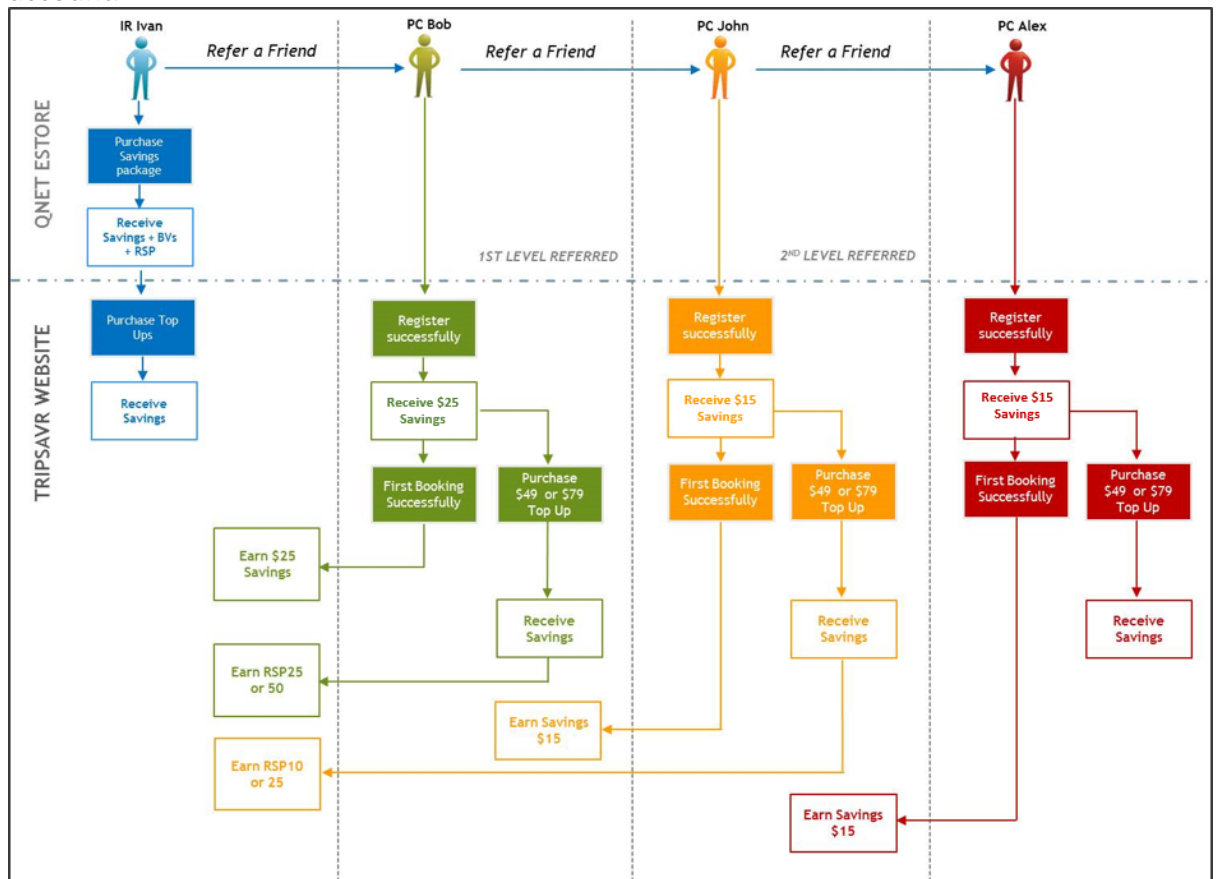 IR Ivan
PC Bob
PC John
PC Alex
Refer a Friend
Refer a Friend
Refer a Friend
QNET ESTORE
Purchase
Savings
package
Receive
Savings + BVs
+ RSP
1ST LEVEL REFERRED
2ND LEVEL REFERRED
TRIPSAVR WEBSITE
Purchase Top
Ups
Receive
Savings
Register
successfully
Receive $25
Savings
First Booking
Successfully
Purchase
$49 or $79
Top Up
Earn $25
Savings
Receive
Savings
Earn RSP25
or 50
Register
successfully
Receive $15
Savings
First Booking
Successfully
Purchase
$49 or $79
Top Up
Receive
Savings
Earn Savings
$15
Earn RSP10
or 25
Register
successfully
Receive $15
Savings
First Booking
Successfully
Purchase
$49 or $79
Top Up
Receive
Savings
Earn Savings
$15